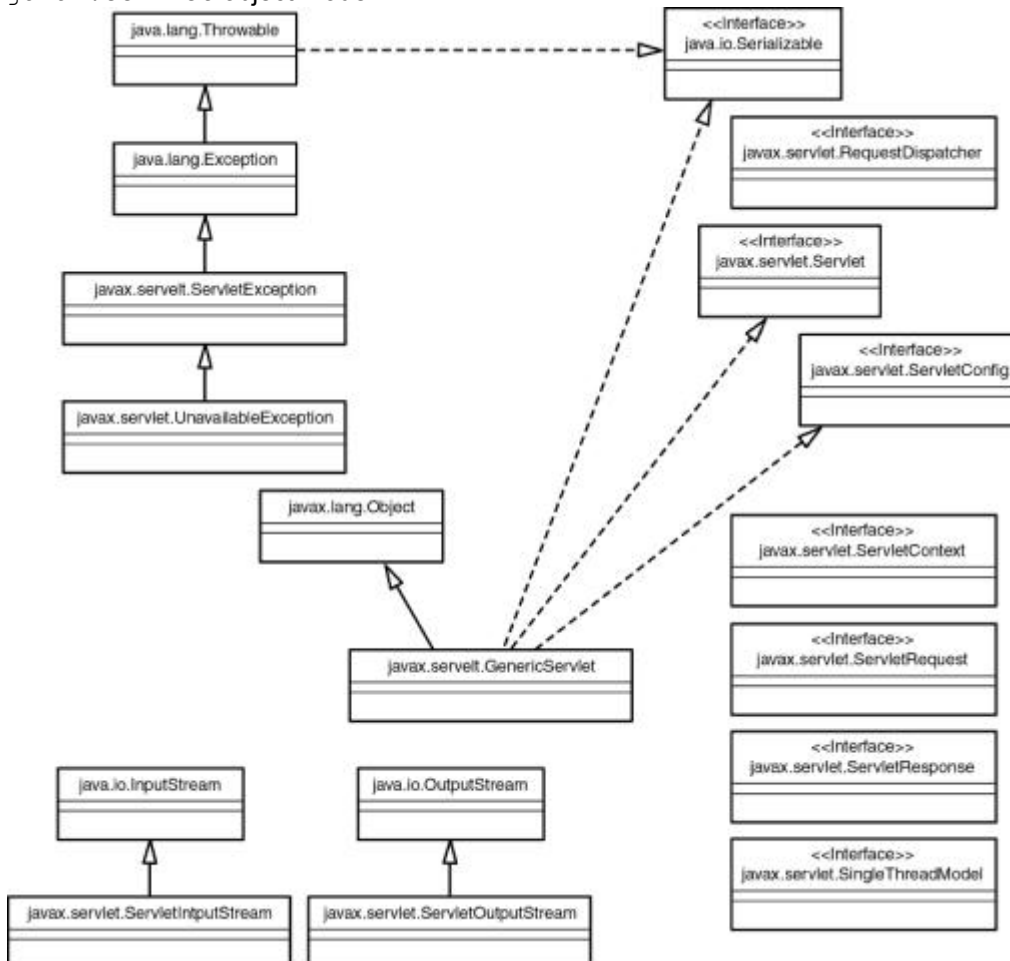 java.lang.Throwable
<<Interface>>
java.io.Serializable
java.lang.Exception
<<Interface>>
javax.servlet.RequestDispatcher
<<Interface>>
javax.servlet.Servlet
javax.servelt.ServletException
<<Interface>>
javax.servlet.ServletConfig
javax.servlet.UnavailableException
javax.lang.Object
<<Interface>>
javax.servlet.ServletContext
<<Interface>>
javax.servlet.ServletRequest
javax.servelt.GenericServlet
<<Interface>>
javax.servlet.ServletResponse
java.io.InputStream
java.io.OutputStream
<<Interface>>
javax.servlet.SingleThreadModel
javax.servlet.ServletIntputStream
javax.servlet.ServletOutputStream